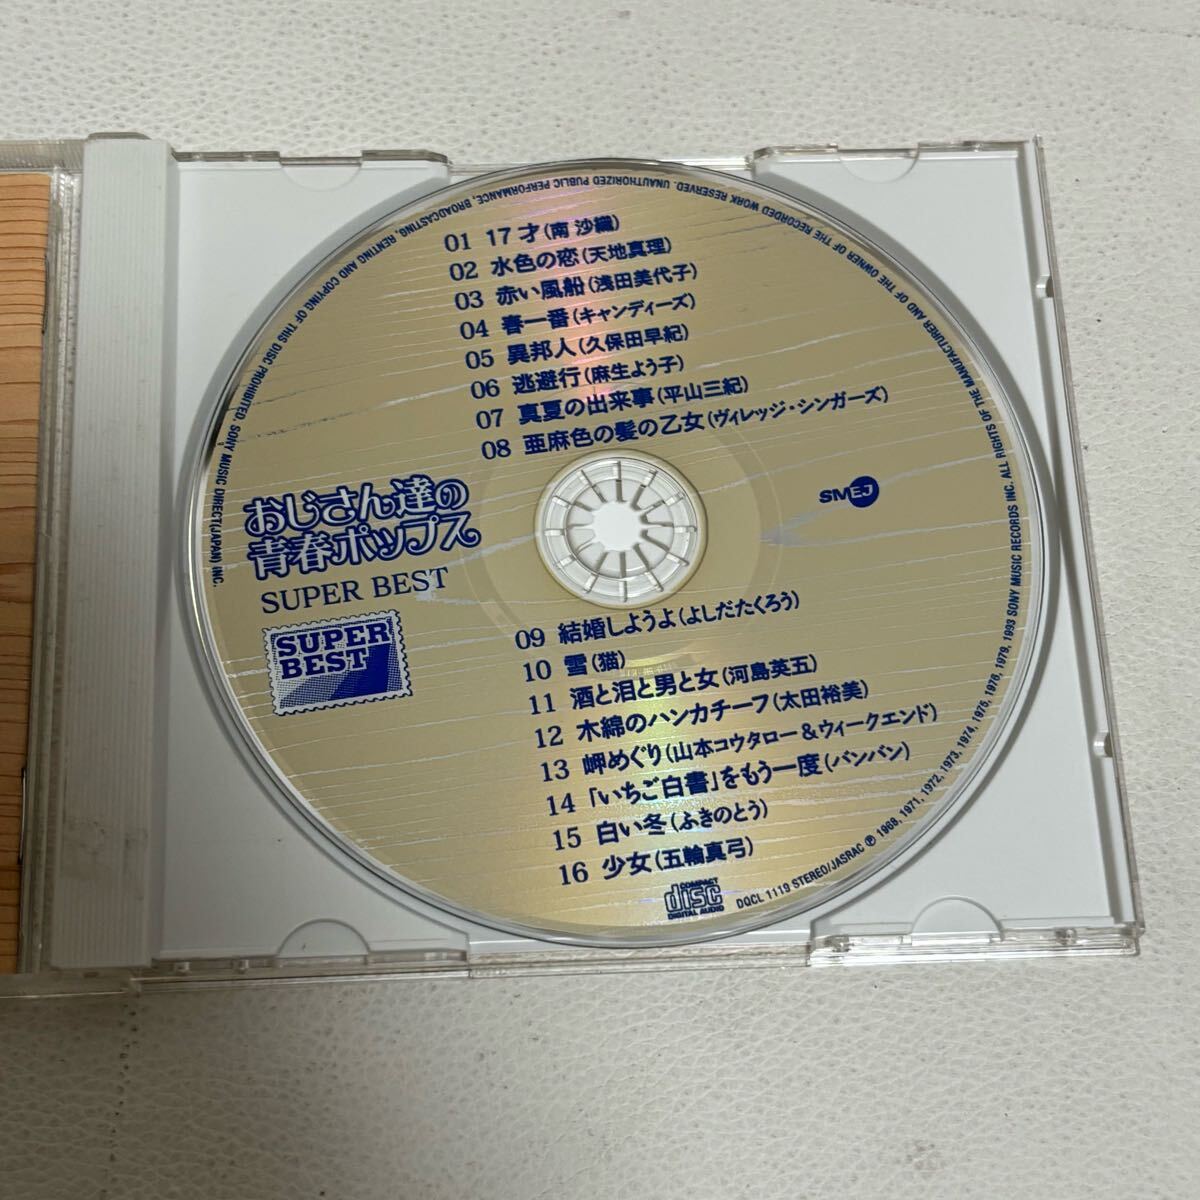 01 17才(南 沙織)
02 水色の恋(天地真理)
03 赤い風船(浅田美代子)
04 春一番(キャンディーズ)
05 異邦人(久保田早紀)
06 逃避行(麻生よう子)
07 真夏の出来事(平山三紀)
08 亜麻色の髪の乙女(ヴィレッジ・シンガーズ)
おじさん達の
青春ポップス
SUPER BEST
SUPER
BEST
SMEJ
09 結婚しようよ(よしだたくろう)
10 雪(猫)
11 酒と泪と男と女(河島英五)
12 木綿のハンカチーフ(太田裕美)
13 岬めぐり(山本コウタロー&ウィークエンド)
14 「いちご白書」をもう一度(バンバン)
15 白い冬(ふきのとう)
16 少女(五輪真弓)
COMPACT
disc
DIGITAL AUDIO
DQCL 1119 STEREO/JASRAC Ⓟ 1968, 1971, 1972, 1973, 1974, 1975, 1976, 1979, 1993 SONY MUSIC RECORDS INC. ALL RIGHTS OF THE MANUFACTURER AND OF THE OWNER OF THE RECORDED WORK RESERVED. UNAUTHORIZED PUBLIC PERFORMANCE, BROADCASTING, RENTING AND COPYING OF THIS DISC PROHIBITED. SONY MUSIC DIRECT(JAPAN) INC.